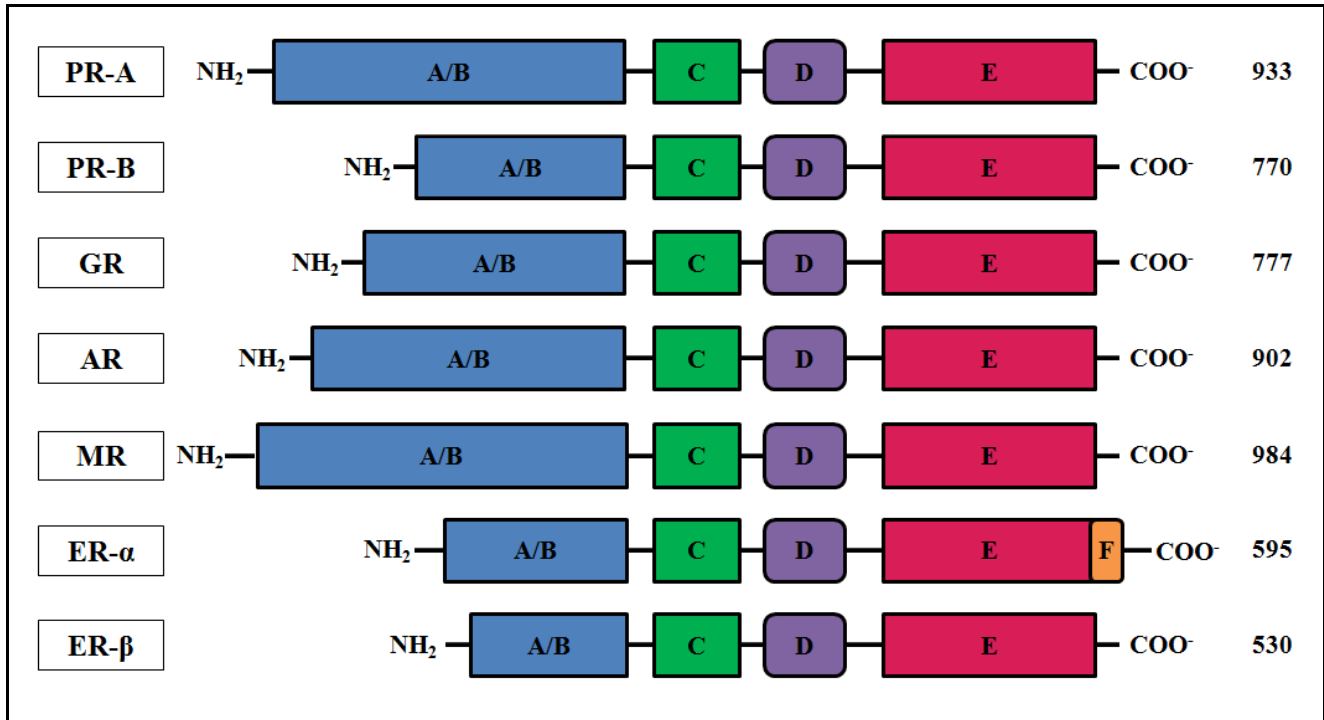 PR-A NH₂ A/B C D E COO⁻ 933
PR-B NH₂ A/B C D E COO⁻ 770
GR NH₂ A/B C D E COO⁻ 777
AR NH₂ A/B C D E COO⁻ 902
MR NH₂ A/B C D E COO⁻ 984
ER-α NH₂ A/B C D E F COO⁻ 595
ER-β NH₂ A/B C D E COO⁻ 530